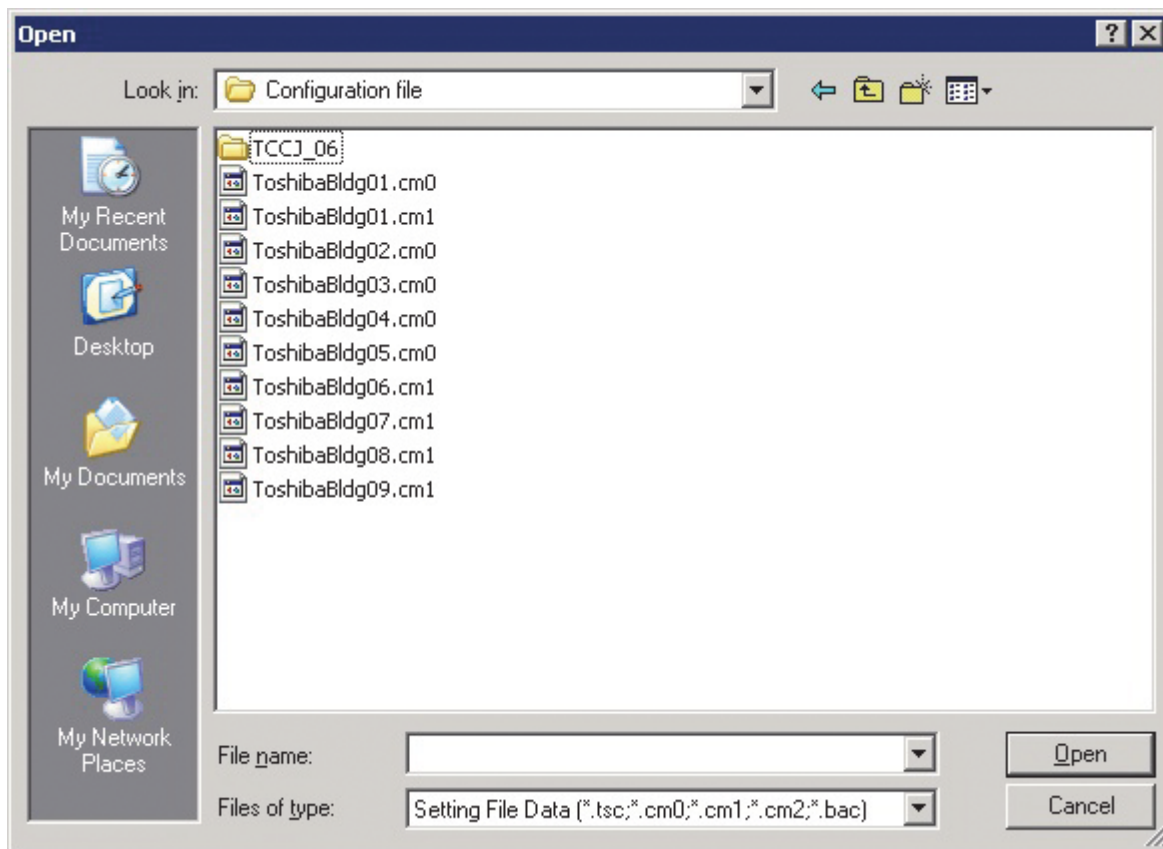 Open
Look in: Configuration file
My Recent Documents
Desktop
My Documents
My Computer
My Network Places
TCCJ_06
ToshibaBldg01.cm0
ToshibaBldg01.cm1
ToshibaBldg02.cm0
ToshibaBldg03.cm0
ToshibaBldg04.cm0
ToshibaBldg05.cm0
ToshibaBldg06.cm1
ToshibaBldg07.cm1
ToshibaBldg08.cm1
ToshibaBldg09.cm1
File name: Open
Files of type: Setting File Data (*.tsc;*.cm0;*.cm1;*.cm2;*.bac) Cancel